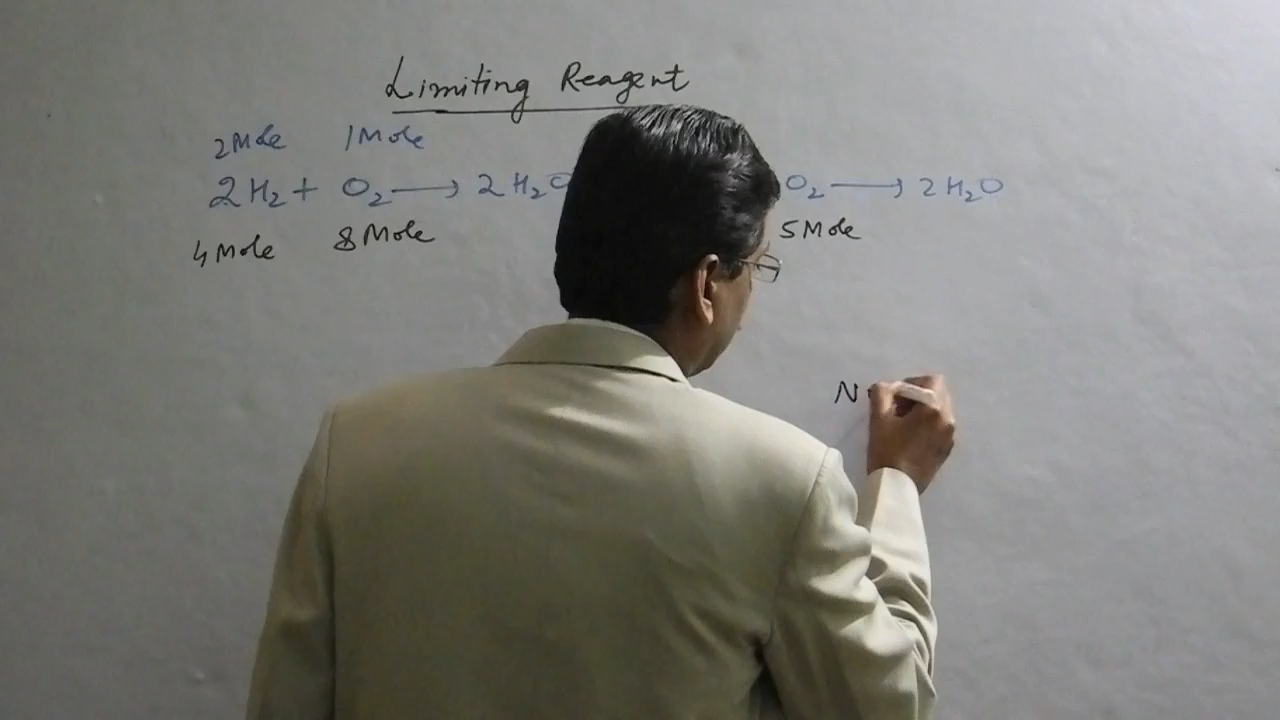 Limiting Reagent
2Mole 1Mole
2H₂ + O₂ ⟶ 2H₂O O₂ ⟶ 2H₂O
4Mole 8Mole 5Mole
N